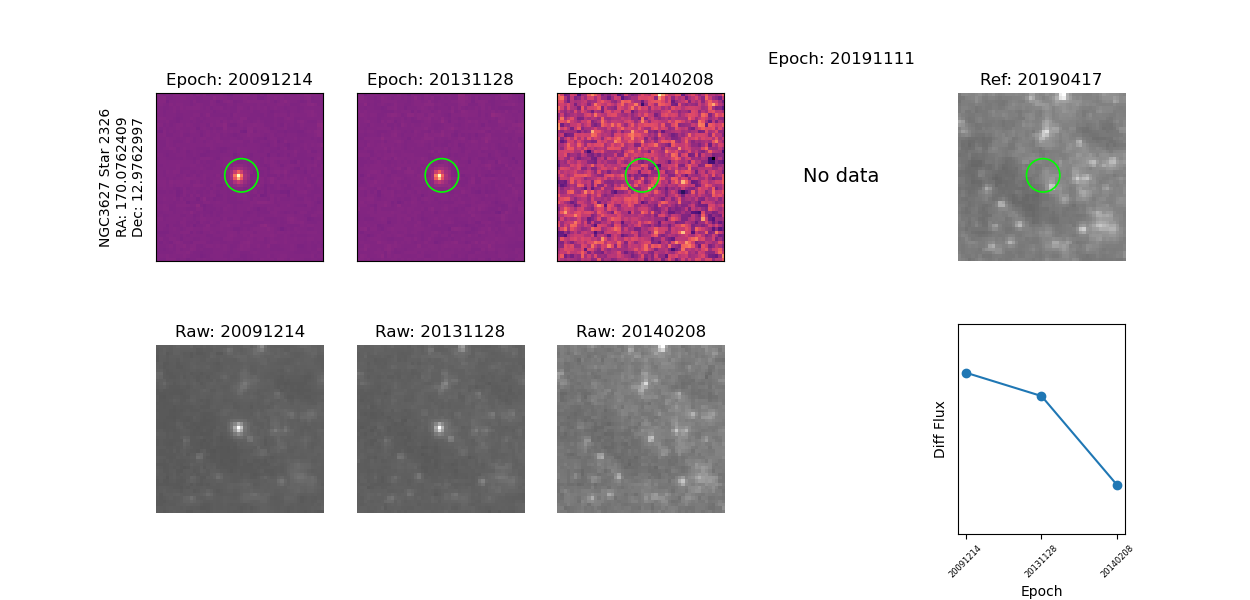 Epoch: 20091214
Epoch: 20131128
Epoch: 20140208
Epoch: 20191111
Ref: 20190417
NGC3627 Star 2326
RA: 170.0762409
Dec: 12.9762997
No data
Raw: 20091214
Raw: 20131128
Raw: 20140208
Diff Flux
20091214
20131128
20140208
Epoch